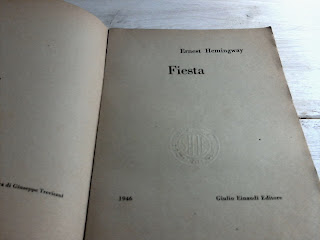 a di Giuseppe Trevisani
Ernest Hemingway
Fiesta
1946
Giulio Einaudi Editore